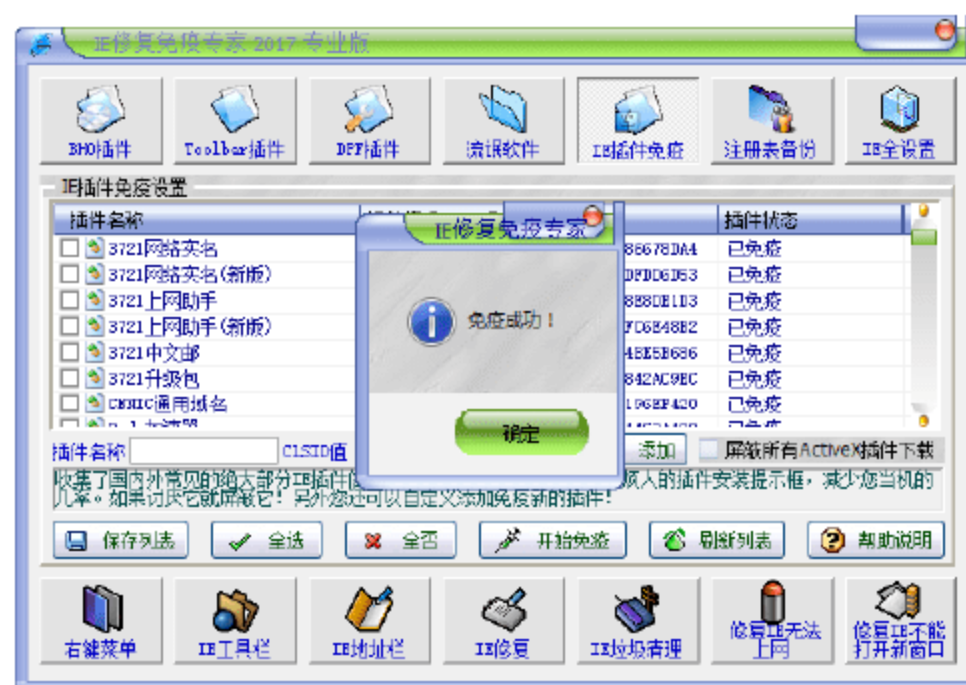 IE修复免疫专家 2017 专业版
BHO插件
Toolbar插件
DPF插件
流氓软件
IE插件免疫
注册表备份
IE全设置
IE插件免疫设置
插件名称
插件状态
3721网络实名
86678DA4
已免疫
3721网络实名(新版)
DFD06D53
已免疫
3721上网助手
8E8DE1D3
已免疫
3721上网助手(新版)
已免疫
3721中文邮
已免疫
3721升级包
842AC9EC
已免疫
CNNIC通用域名
196EF420
已免疫
IE修复免疫专家
免疫成功!
确定
插件名称
CLSID值
添加
屏蔽所有ActiveX插件下载
收集了国内外常见的绝大部分IE插件
烦人的插件安装提示框,减少您当机的
几率。如果讨厌它就屏蔽它!另外您还可以自定义添加免疫新的插件!
保存列表
全选
全否
开始免疫
刷新列表
帮助说明
右键菜单
IE工具栏
IE地址栏
IE修复
IE垃圾清理
修复IE无法
上网
修复IE不能
打开新窗口